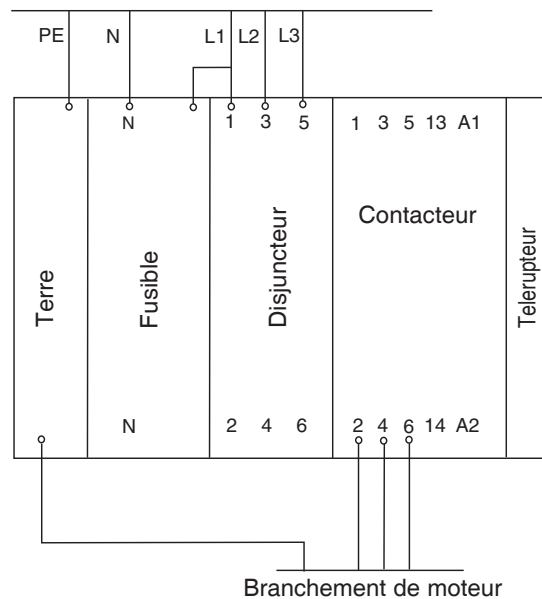 PE N L1 L2 L3
N 1 3 5 1 3 5 13 A1
Terre
Fusible
Disjuncteur
Contacteur
Telerupteur
N 2 4 6 2 4 6 14 A2
Branchement de moteur